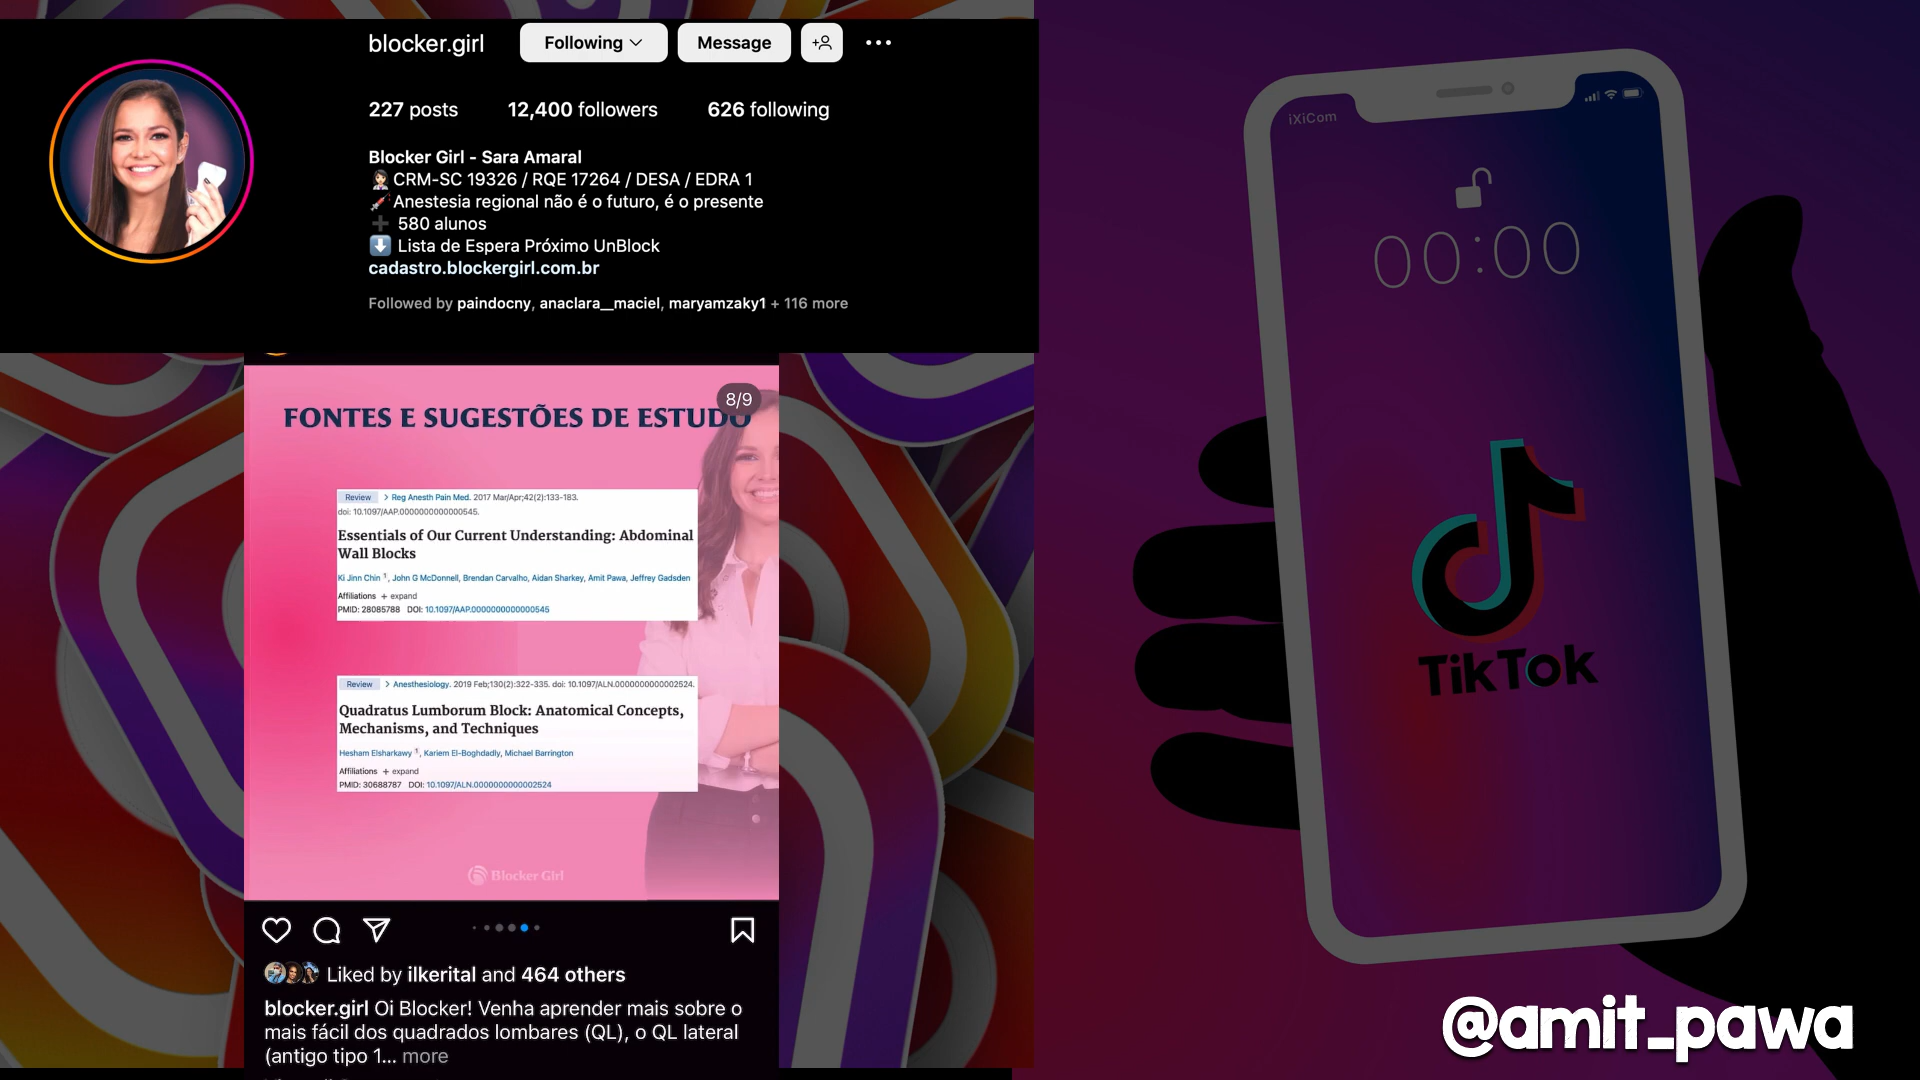 blocker.girl
Following
Message
227 posts
12,400 followers
626 following
Blocker Girl - Sara Amaral
CRM-SC 19326 / RQE 17264 / DESA / EDRA 1
Anestesia regional não é o futuro, é o presente
580 alunos
Lista de Espera Próximo UnBlock
cadastro.blockergirl.com.br
Followed by paindocny, anaclara__maciel, maryamzaky1 + 116 more
8/9
FONTES E SUGESTÕES DE ESTUDO
Review > Reg Anesth Pain Med. 2017 Mar/Apr;42(2):133-183.
doi: 10.1097/AAP.0000000000000545.
Essentials of Our Current Understanding: Abdominal
Wall Blocks
Ki Jinn Chin 1, John G McDonnell, Brendan Carvalho, Aidan Sharkey, Amit Pawa, Jeffrey Gadsden
Affiliations + expand
PMID: 28085788 DOI: 10.1097/AAP.0000000000000545
Review > Anesthesiology. 2019 Feb;130(2):322-335. doi: 10.1097/ALN.0000000000002524.
Quadratus Lumborum Block: Anatomical Concepts,
Mechanisms, and Techniques
Hesham Elsharkawy 1, Kariem El-Boghdadly, Michael Barrington
Affiliations + expand
PMID: 30688787 DOI: 10.1097/ALN.0000000000002524
Blocker Girl
Liked by ilkerital and 464 others
blocker.girl Oi Blocker! Venha aprender mais sobre o
mais fácil dos quadrados lombares (QL), o QL lateral
(antigo tipo 1... more
iXiCom
00:00
TikTok
@amit_pawa